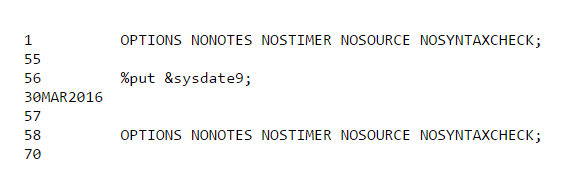 1 OPTIONS NONOTES NOSTIMER NOSOURCE NOSYNTAXCHECK;
55
56 %put &sysdate9;
30MAR2016
57
58 OPTIONS NONOTES NOSTIMER NOSOURCE NOSYNTAXCHECK;
70